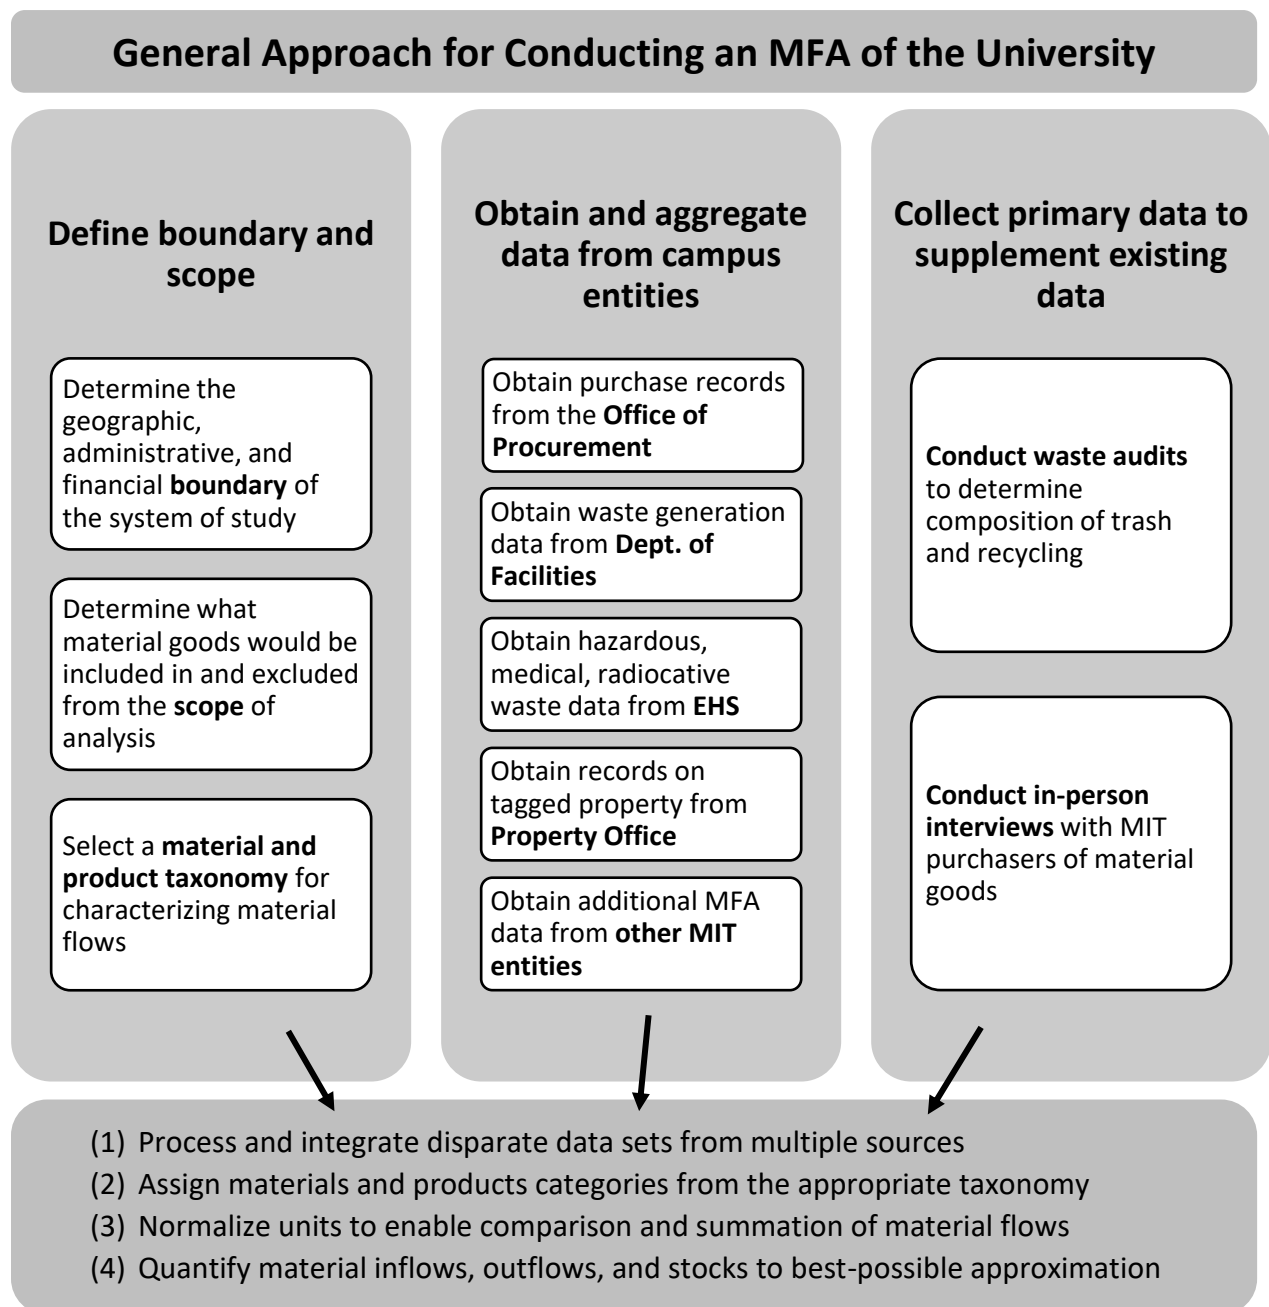 General Approach for Conducting an MFA of the University
Define boundary and
scope
Determine the
geographic,
administrative, and
financial boundary of
the system of study
Determine what
material goods would be
included in and excluded
from the scope of
analysis
Select a material and
product taxonomy for
characterizing material
flows
Obtain and aggregate
data from campus
entities
Obtain purchase records
from the Office of
Procurement
Obtain waste generation
data from Dept. of
Facilities
Obtain hazardous,
medical, radiocative
waste data from EHS
Obtain records on
tagged property from
Property Office
Obtain additional MFA
data from other MIT
entities
Collect primary data to
supplement existing
data
Conduct waste audits
to determine
composition of trash
and recycling
Conduct in-person
interviews with MIT
purchasers of material
goods
(1) Process and integrate disparate data sets from multiple sources
(2) Assign materials and products categories from the appropriate taxonomy
(3) Normalize units to enable comparison and summation of material flows
(4) Quantify material inflows, outflows, and stocks to best-possible approximation